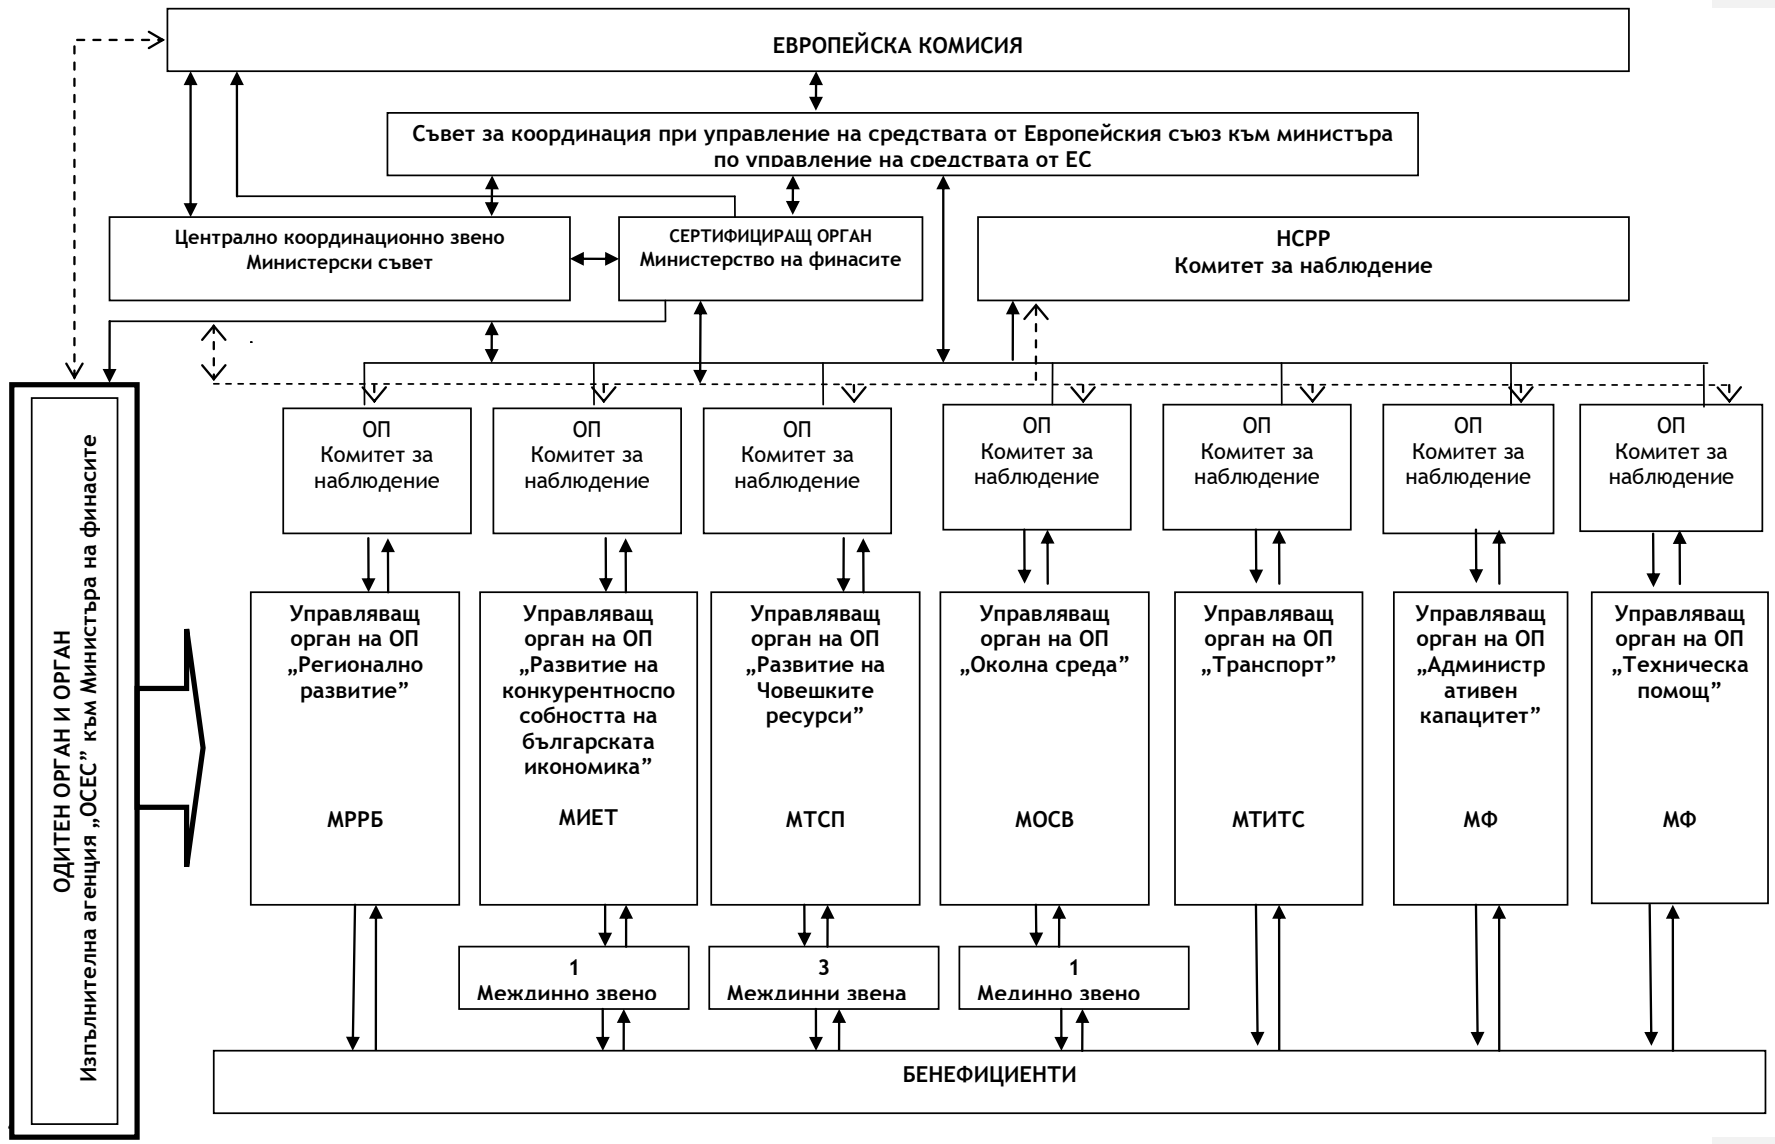 ЕВРОПЕЙСКА КОМИСИЯ
Съвет за координация при управление на средствата от Европейския съюз към министъра
по управление на средствата от ЕС
Централно координационно звено
Министерски съвет
СЕРТИФИЦИРАЩ ОРГАН
Министерство на финасите
НСРР
Комитет за наблюдение
ОДИТЕН ОРГАН И ОРГАН
Изпълнителна агенция „ОСЕС” към Министъра на финасите
ОП
Комитет за
наблюдение
ОП
Комитет за
наблюдение
ОП
Комитет за
наблюдение
ОП
Комитет за
наблюдение
ОП
Комитет за
наблюдение
ОП
Комитет за
наблюдение
ОП
Комитет за
наблюдение
Управляващ
орган на ОП
„Регионално
развитие”
МРРБ
Управляващ
орган на ОП
„Развитие на
конкурентноспо
собността на
българската
икономика”
МИЕТ
Управляващ
орган на ОП
„Развитие на
Човешките
ресурси”
МТСП
Управляващ
орган на ОП
„Околна среда”
МОСВ
Управляващ
орган на ОП
„Транспорт”
МТИТС
Управляващ
орган на ОП
„Администр
ативен
капацитет”
МФ
Управляващ
орган на ОП
„Техническа
помощ”
МФ
1
Междинно звено
3
Междинни звена
1
Мединно звено
БЕНЕФИЦИЕНТИ